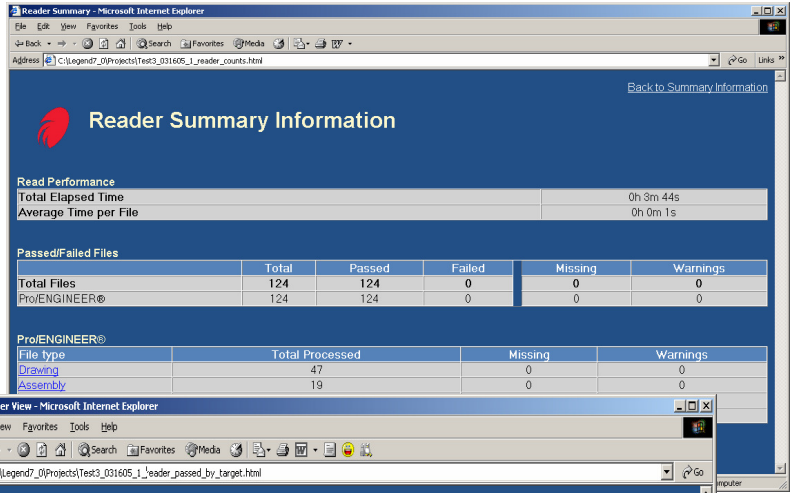 Reader Summary - Microsoft Internet Explorer
File Edit View Favorites Tools Help
Back Search Favorites Media
Address C:\Legend7_0\Projects\Test3_031605_1_reader_counts.html Go Links »
Back to Summary Information
Reader Summary Information
Read Performance
Total Elapsed Time 0h 3m 44s
Average Time per File 0h 0m 1s
Passed/Failed Files
Total Passed Failed Missing Warnings
Total Files 124 124 0 0 0
Pro/ENGINEER® 124 124 0 0 0
Pro/ENGINEER®
File type Total Processed Missing Warnings
Drawing 47 0 0
Assembly 19 0 0
er View - Microsoft Internet Explorer
ew Favorites Tools Help
Search Favorites Media
\Legend7_0\Projects\Test3_031605_1_reader_passed_by_target.html Go
mputer